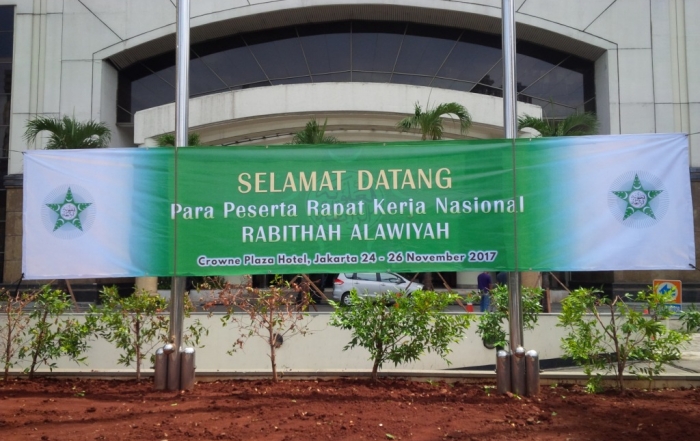 SELAMAT DATANG
Para Peserta Rapat Kerja Nasional
RABITHAH ALAWIYAH
Crowne Plaza Hotel, Jakarta 24 - 26 November 2017